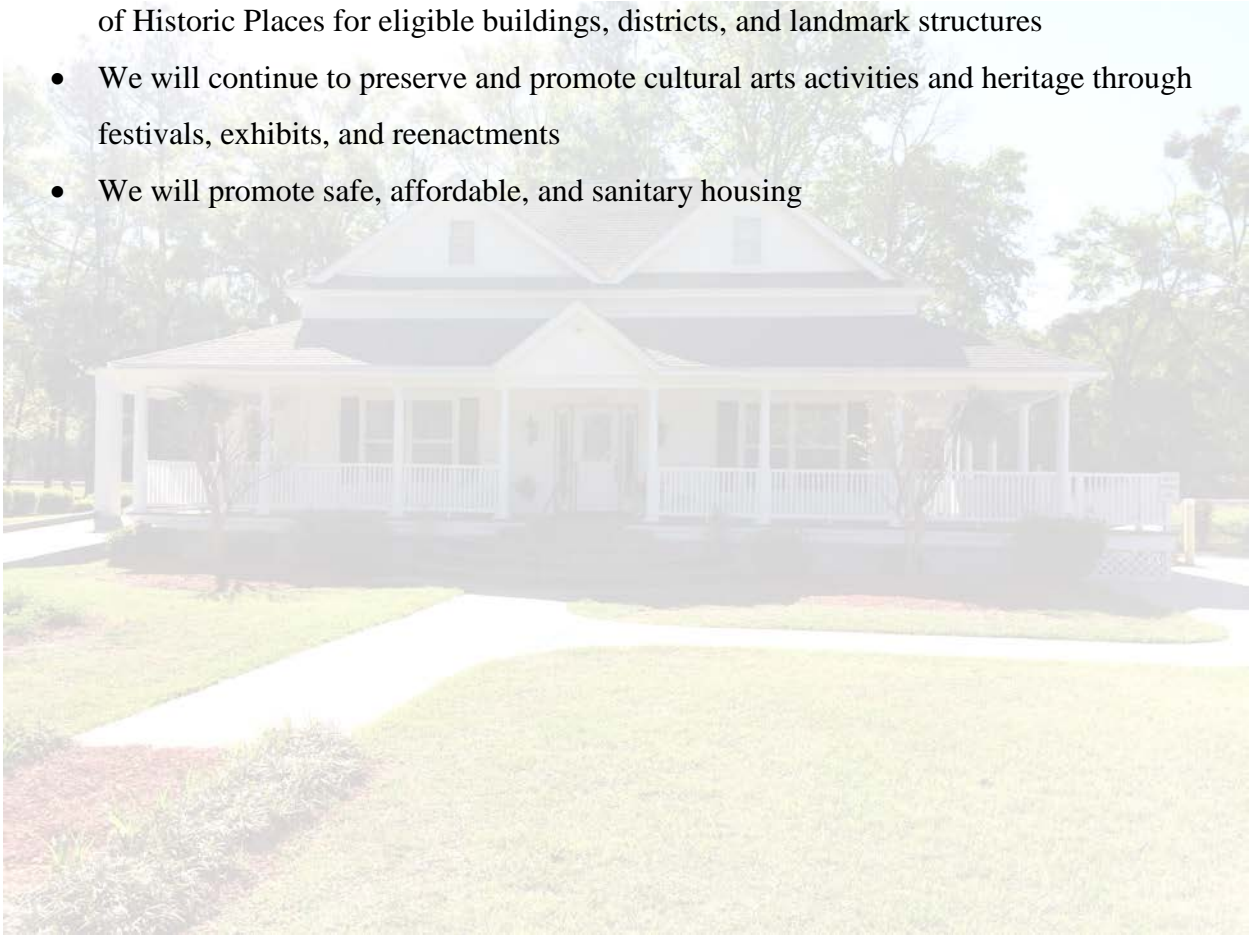 of Historic Places for eligible buildings, districts, and landmark structures
• We will continue to preserve and promote cultural arts activities and heritage through
festivals, exhibits, and reenactments
• We will promote safe, affordable, and sanitary housing